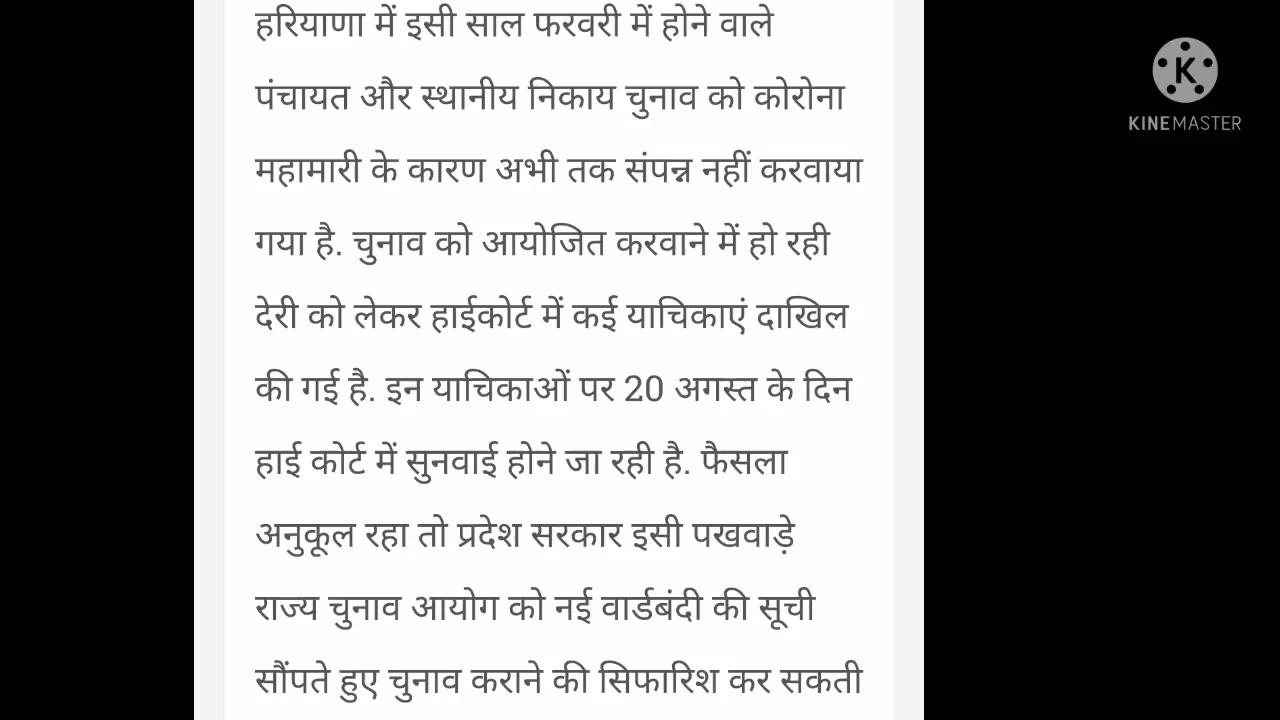 हरियाणा में इसी साल फरवरी में होने वाले
पंचायत और स्थानीय निकाय चुनाव को कोरोना
महामारी के कारण अभी तक संपन्न नहीं करवाया
गया है. चुनाव को आयोजित करवाने में हो रही
देरी को लेकर हाईकोर्ट में कई याचिकाएं दाखिल
की गई है. इन याचिकाओं पर 20 अगस्त के दिन
हाई कोर्ट में सुनवाई होने जा रही है. फैसला
अनुकूल रहा तो प्रदेश सरकार इसी पखवाड़े
राज्य चुनाव आयोग को नई वार्डबंदी की सूची
सौंपते हुए चुनाव कराने की सिफारिश कर सकती
K
KINEMASTER